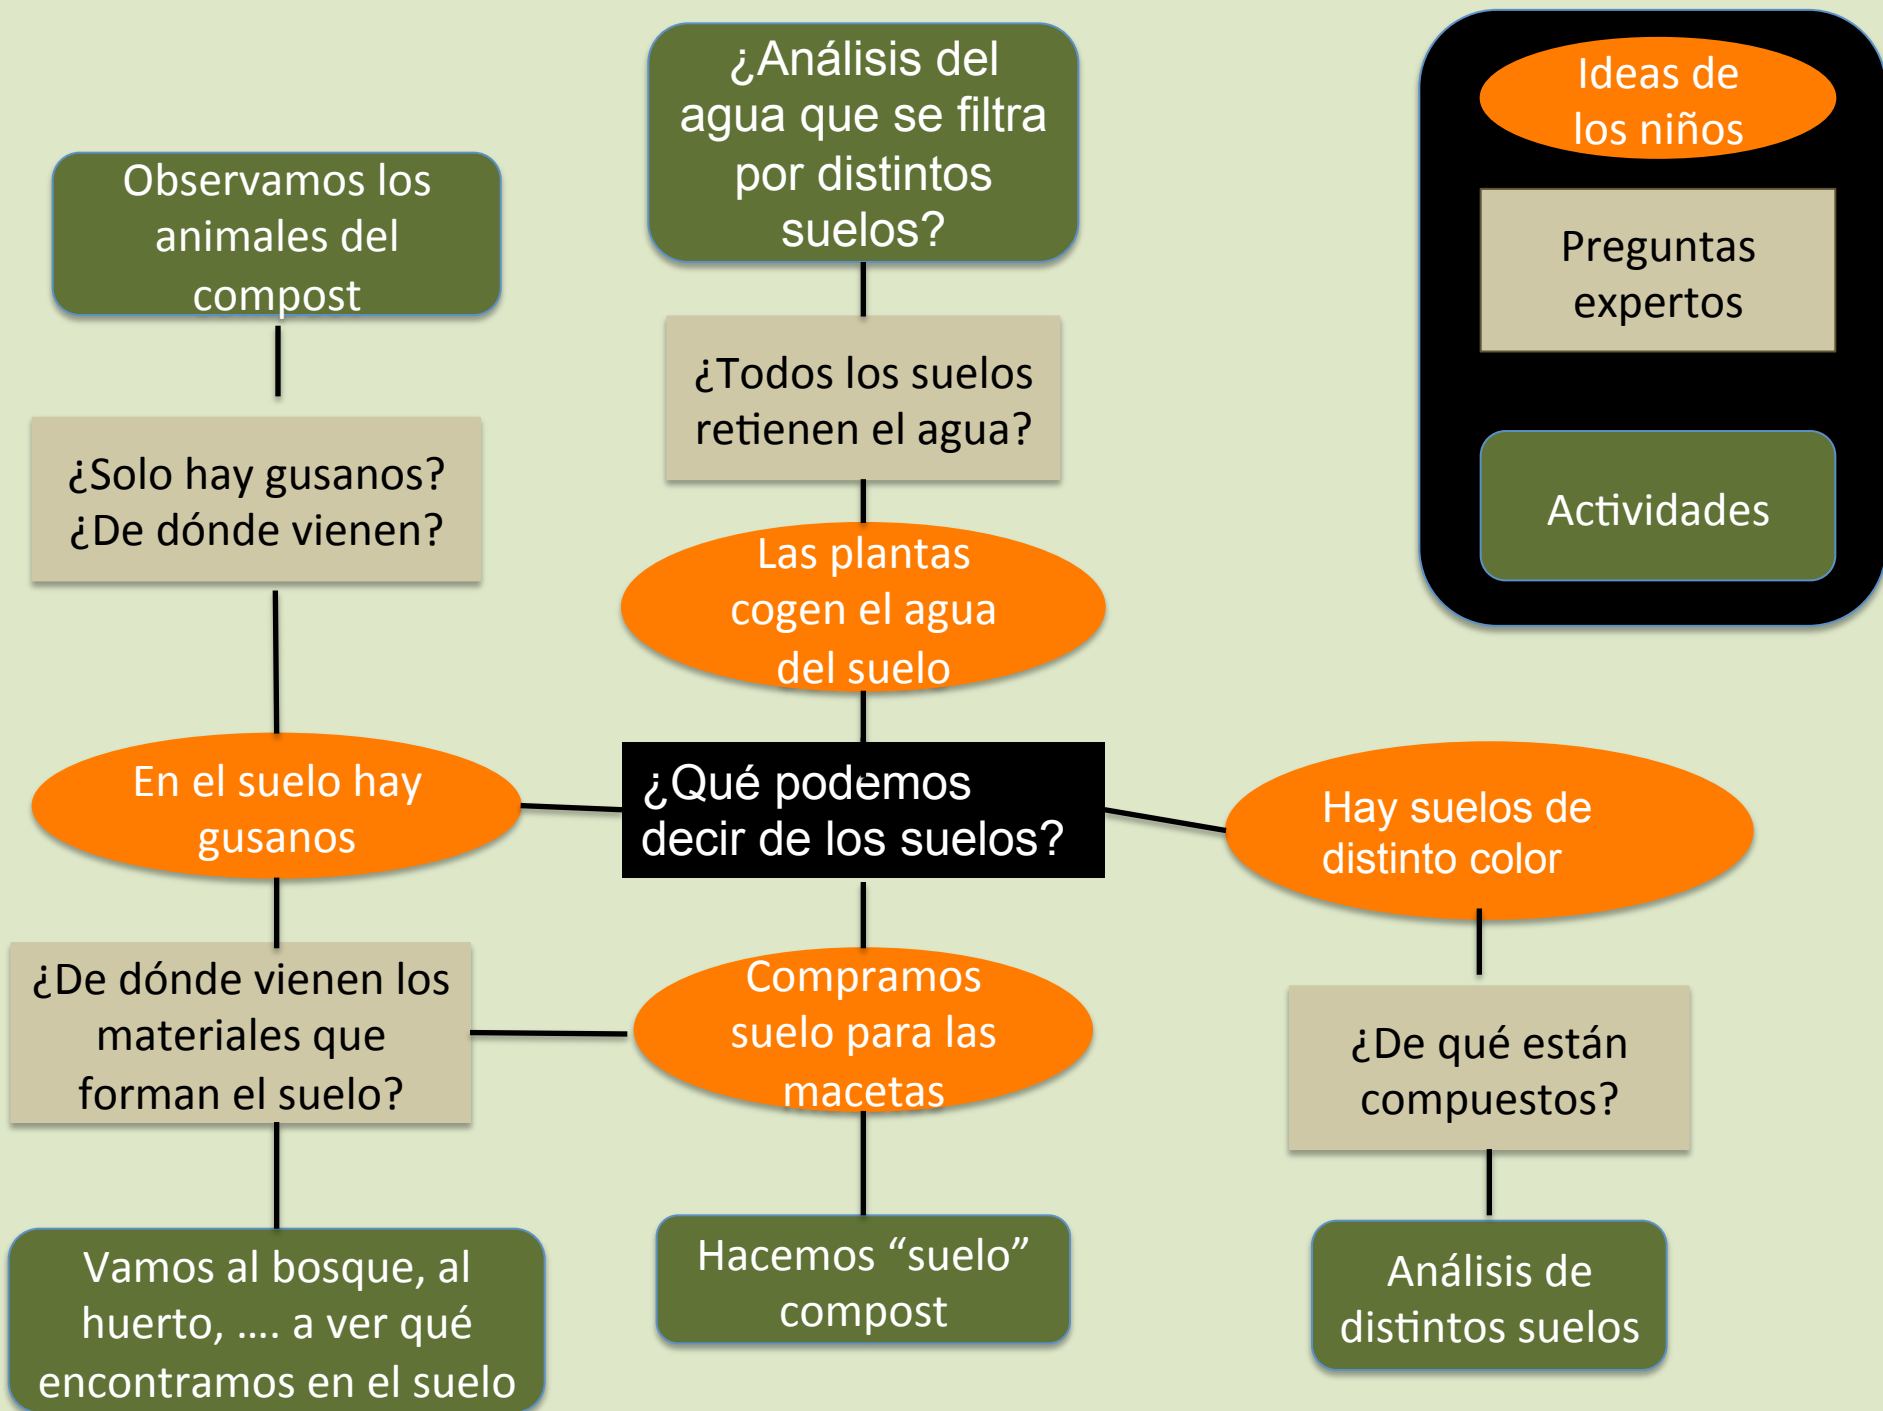 ¿Análisis del
agua que se filtra
por distintos
suelos?
Ideas de
los niños
Preguntas
expertos
Actividades
Observamos los
animales del
compost
¿Todos los suelos
retienen el agua?
¿Solo hay gusanos?
¿De dónde vienen?
Las plantas
cogen el agua
del suelo
En el suelo hay
gusanos
¿Qué podemos
decir de los suelos?
Hay suelos de
distinto color
¿De dónde vienen los
materiales que
forman el suelo?
Compramos
suelo para las
macetas
¿De qué están
compuestos?
Vamos al bosque, al
huerto, .... a ver qué
encontramos en el suelo
Hacemos “suelo”
compost
Análisis de
distintos suelos